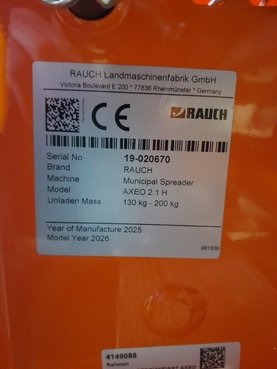 RAUCH Landmaschinenfabrik GmbH
Victoria Boulevard E 200 * 77836 Rheinmünster * Germany
CE
RAUCH
Serial No 19-020670
Brand RAUCH
Machine Municipal Spreader
Model AXEO 2.1 H
Unladen Mass 130 kg - 200 kg
Year of Manufacture 2025
Model Year 2026
4149088
Rahmen